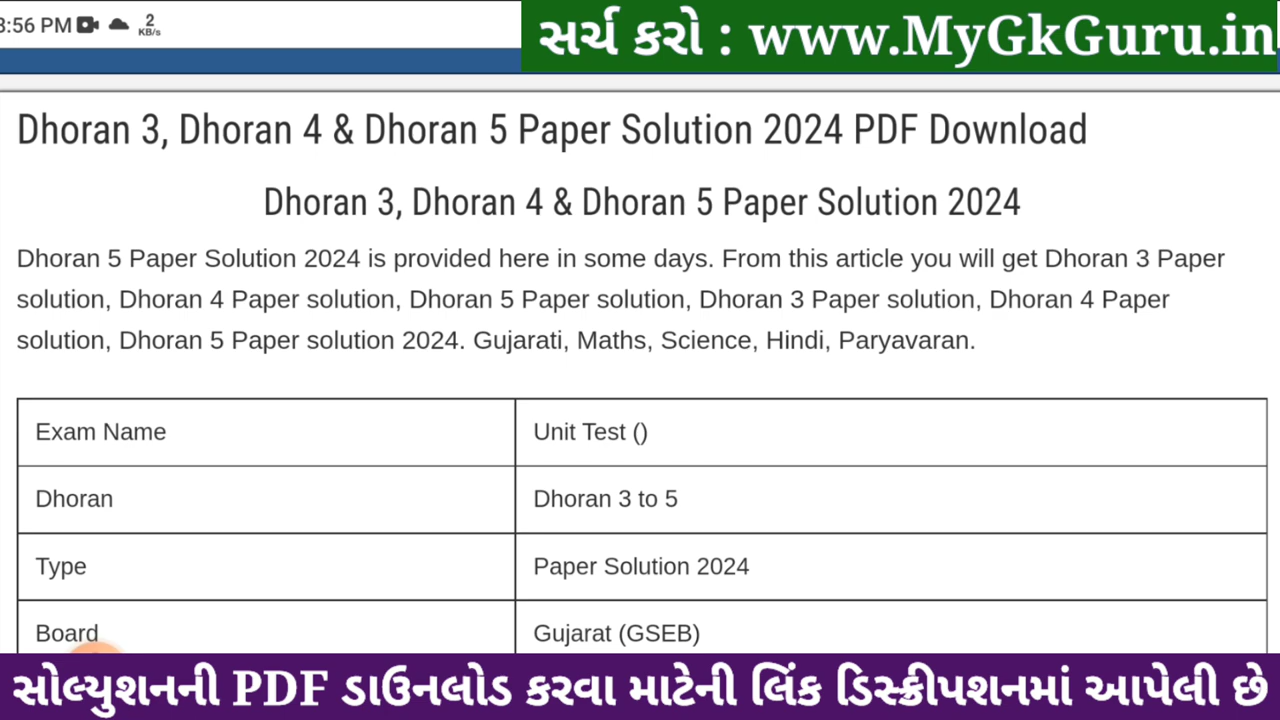 3:56 PM 2 KB/s
સર્ચ કરો : www.MyGkGuru.in
Dhoran 3, Dhoran 4 & Dhoran 5 Paper Solution 2024 PDF Download
Dhoran 3, Dhoran 4 & Dhoran 5 Paper Solution 2024
Dhoran 5 Paper Solution 2024 is provided here in some days. From this article you will get Dhoran 3 Paper
solution, Dhoran 4 Paper solution, Dhoran 5 Paper solution, Dhoran 3 Paper solution, Dhoran 4 Paper
solution, Dhoran 5 Paper solution 2024. Gujarati, Maths, Science, Hindi, Paryavaran.
Exam Name Unit Test ()
Dhoran Dhoran 3 to 5
Type Paper Solution 2024
Board Gujarat (GSEB)
સોલ્યુશનની PDF ડાઉનલોડ કરવા માટેની લિંક ડિસ્ક્રીપશનમાં આપેલી છે